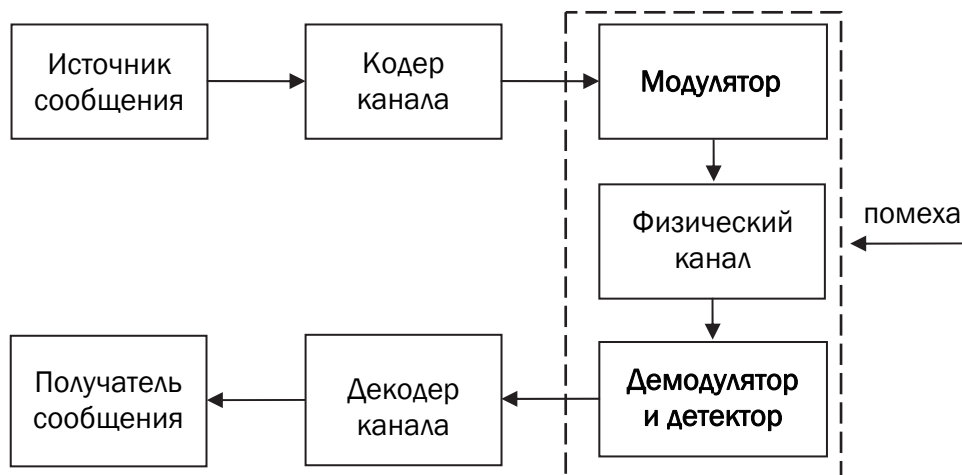 Источник
сообщения
Кодер
канала
Модулятор
Физический
канал
помеха
Демодулятор
и детектор
Декодер
канала
Получатель
сообщения